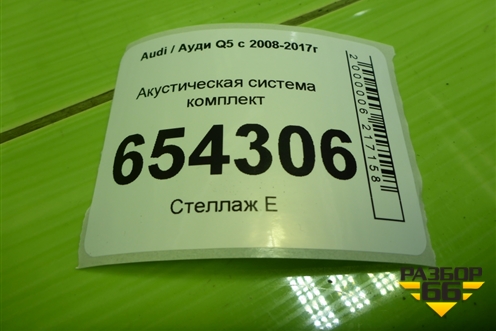 Audi / Ауди Q5 с 2008-2017г
Акустическая система
комплект
654306
Стеллаж Е
2000006217158
РАЗБОР
66